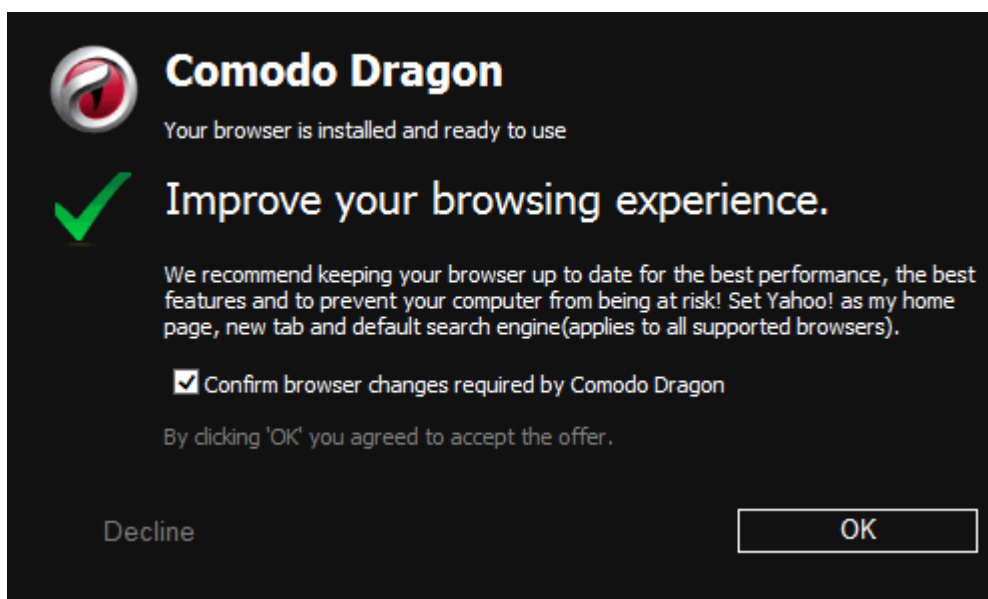 Comodo Dragon
Your browser is installed and ready to use
Improve your browsing experience.
We recommend keeping your browser up to date for the best performance, the best
features and to prevent your computer from being at risk! Set Yahoo! as my home
page, new tab and default search engine(applies to all supported browsers).
Confirm browser changes required by Comodo Dragon
By clicking 'OK' you agreed to accept the offer.
Decline
OK